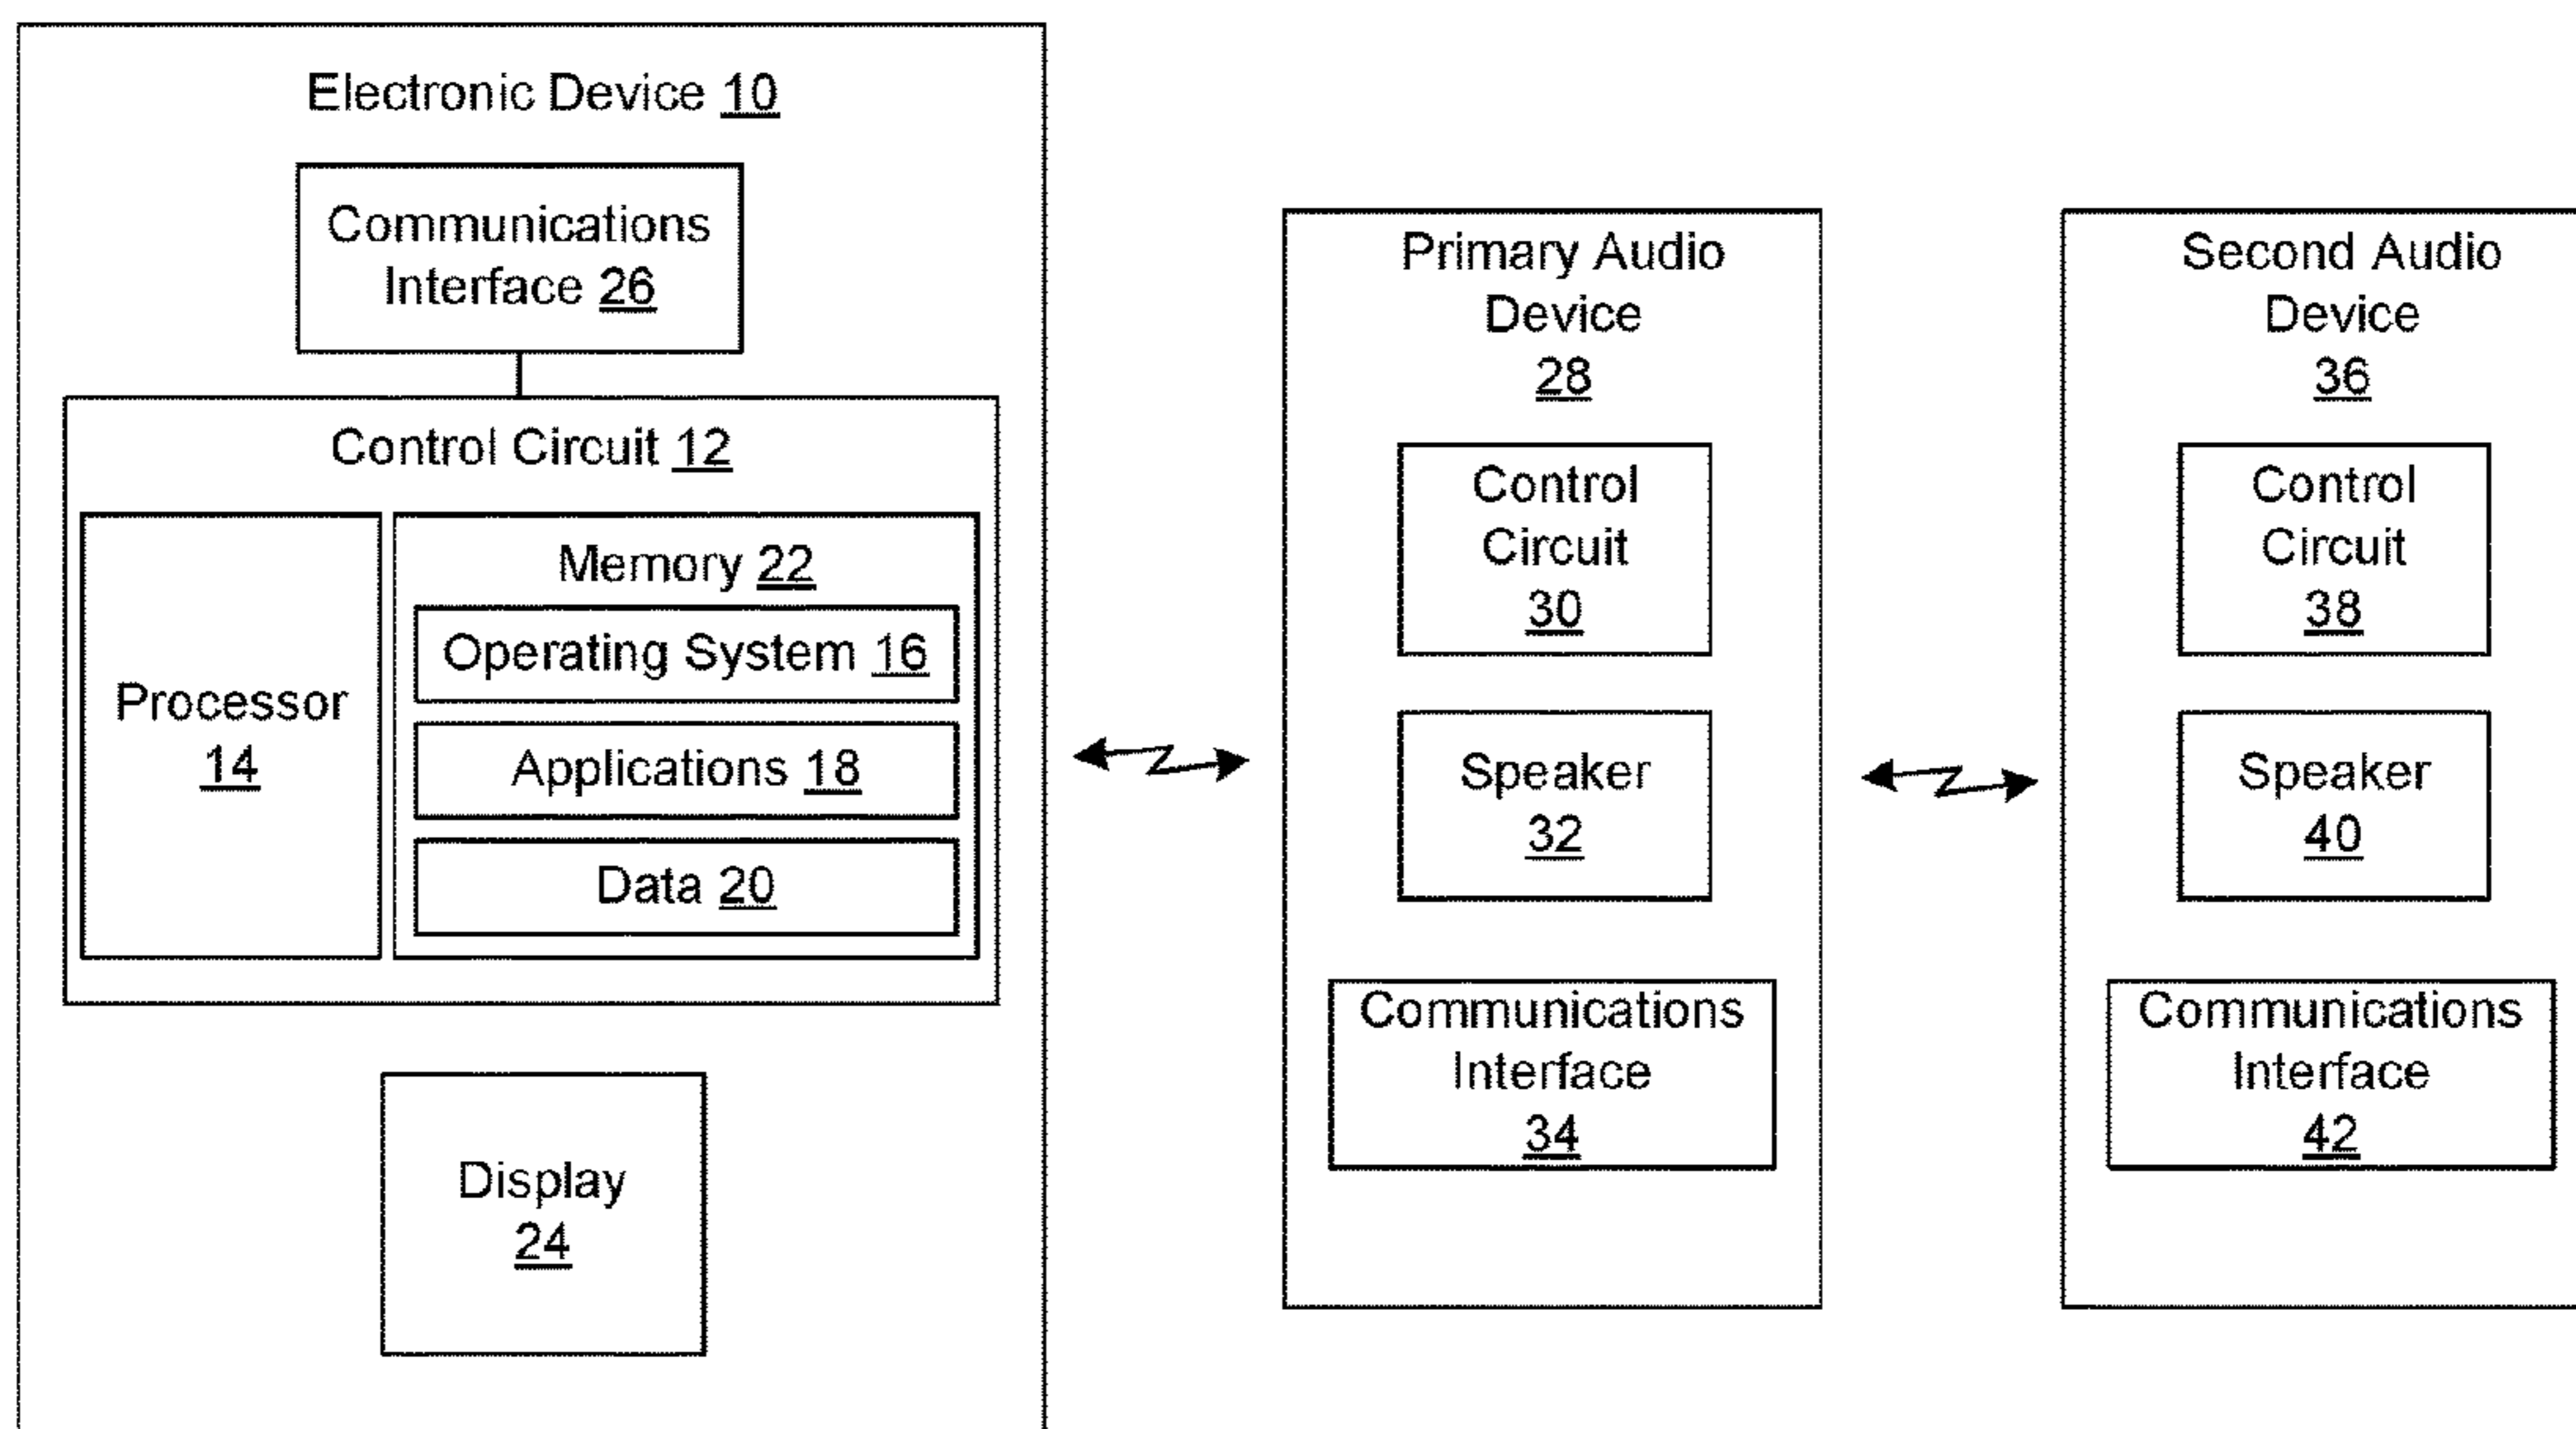 Electronic Device 10
Communications
Interface 26
Control Circuit 12
Processor
14
Memory 22
Operating System 16
Applications 18
Data 20
Display
24
Primary Audio
Device
28
Control
Circuit
30
Speaker
32
Communications
Interface
34
Second Audio
Device
36
Control
Circuit
38
Speaker
40
Communications
Interface
42